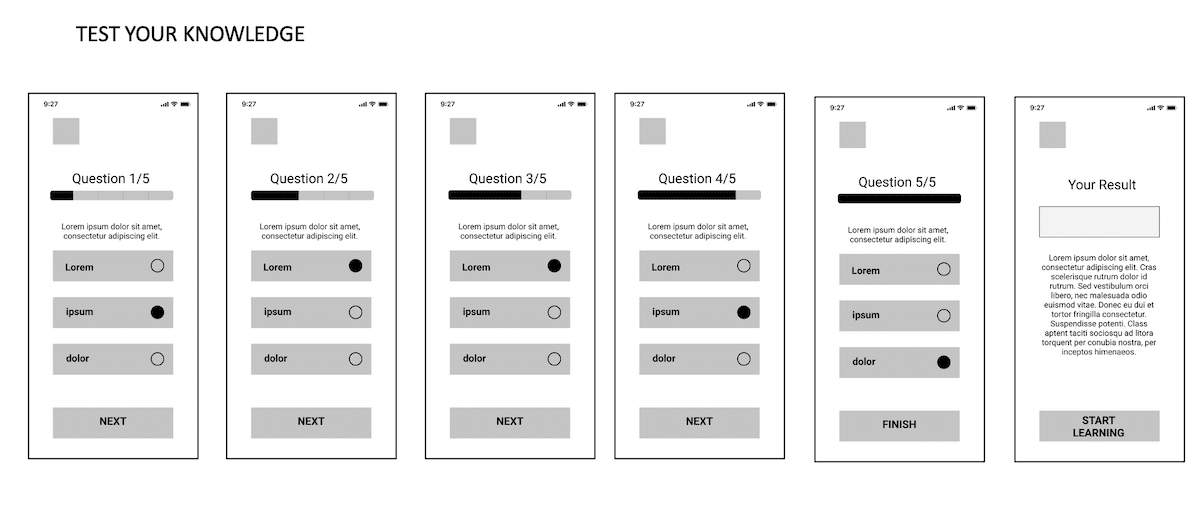 TEST YOUR KNOWLEDGE
9:27
Question 1/5
Lorem ipsum dolor sit amet,
consectetur adipiscing elit.
Lorem
ipsum
dolor
NEXT
9:27
Question 2/5
Lorem ipsum dolor sit amet,
consectetur adipiscing elit.
Lorem
ipsum
dolor
NEXT
9:27
Question 3/5
Lorem ipsum dolor sit amet,
consectetur adipiscing elit.
Lorem
ipsum
dolor
NEXT
9:27
Question 4/5
Lorem ipsum dolor sit amet,
consectetur adipiscing elit.
Lorem
ipsum
dolor
NEXT
9:27
Question 5/5
Lorem ipsum dolor sit amet,
consectetur adipiscing elit.
Lorem
ipsum
dolor
FINISH
9:27
Your Result
Lorem ipsum dolor sit amet,
consectetur adipiscing elit. Cras
scelerisque rutrum dolor id
rutrum. Sed vestibulum orci
libero, nec malesuada odio
euismod vitae. Donec eu dui et
tortor fringilla consectetur.
Suspendisse potenti. Class
aptent taciti sociosqu ad litora
torquent per conubia nostra, per
inceptos himenaeos.
START
LEARNING